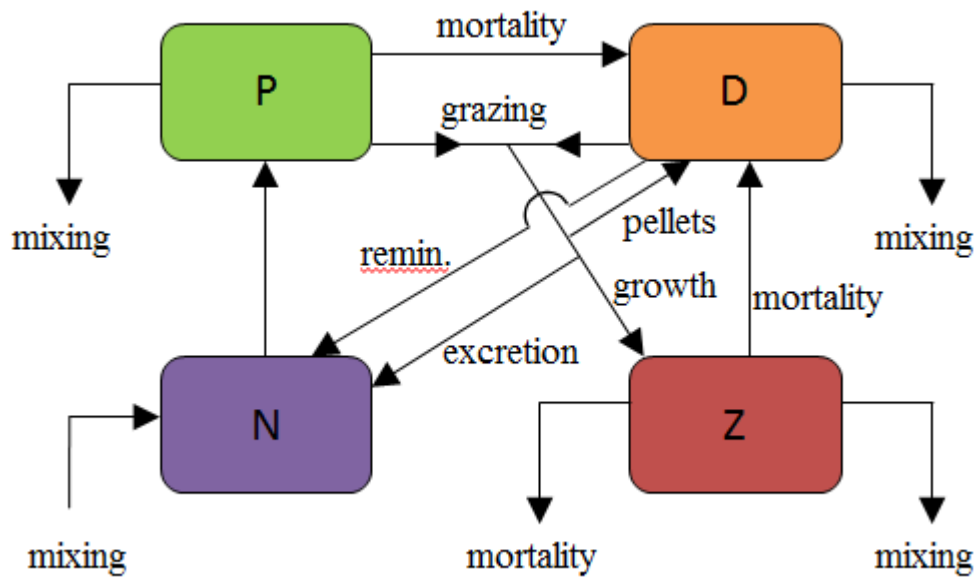 mortality
P
D
grazing
mixing
mixing
pellets
remin.
growth
mortality
excretion
N
Z
mixing
mortality
mixing